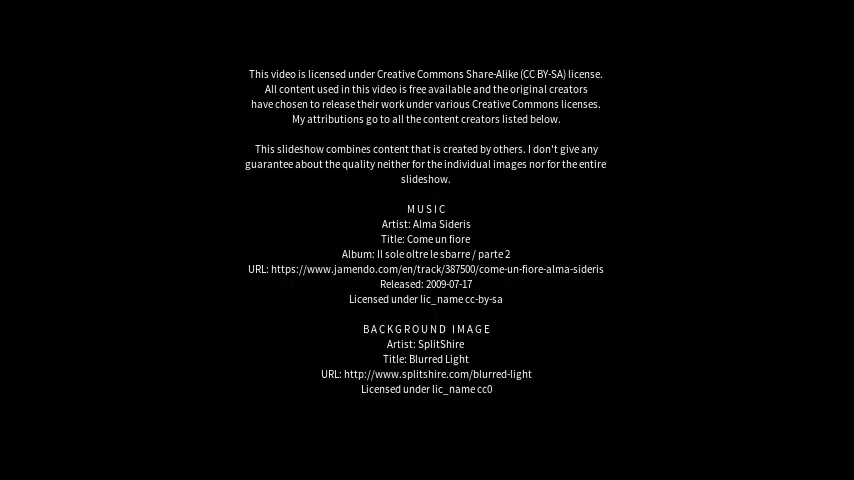 This video is licensed under Creative Commons Share-Alike (CC BY-SA) license.
All content used in this video is free available and the original creators
have chosen to release their work under various Creative Commons licenses.
My attributions go to all the content creators listed below.
This slideshow combines content that is created by others. I don't give any
guarantee about the quality neither for the individual images nor for the entire
slideshow.
MUSIC
Artist: Alma Sideris
Title: Come un fiore
Album: Il sole oltre le sbarre / parte 2
URL: https://www.jamendo.com/en/track/387500/come-un-fiore-alma-sideris
Released: 2009-07-17
Licensed under lic_name cc-by-sa
BACKGROUND IMAGE
Artist: SplitShire
Title: Blurred Light
URL: http://www.splitshire.com/blurred-light
Licensed under lic_name cc0